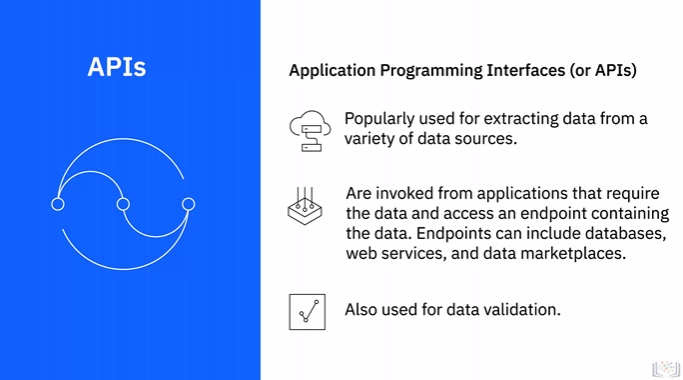 APIs
Application Programming Interfaces (or APIs)
Popularly used for extracting data from a
variety of data sources.
Are invoked from applications that require
the data and access an endpoint containing
the data. Endpoints can include databases,
web services, and data marketplaces.
Also used for data validation.